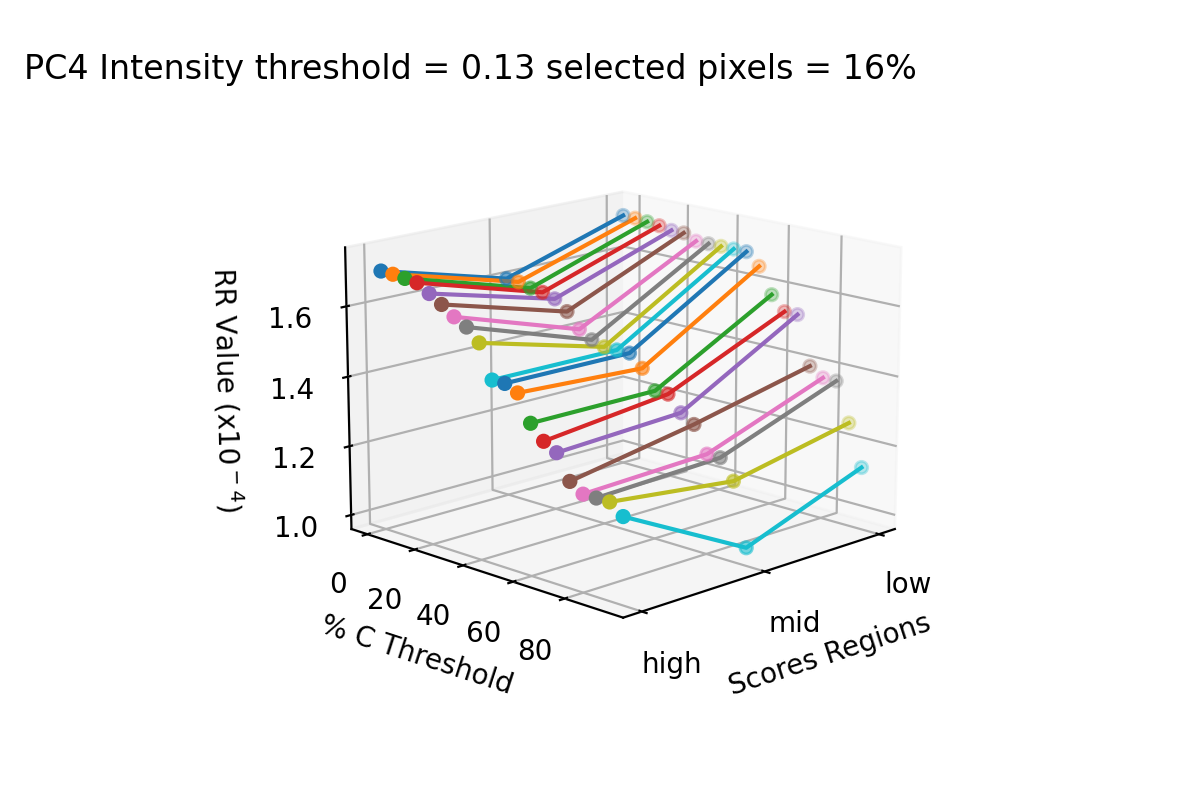 PC4 Intensity threshold = 0.13 selected pixels = 16%
RR Value (x10⁻⁴)
1.6
1.4
1.2
1.0
0
20
40
60
80
% C Threshold
high
mid
low
Scores Regions